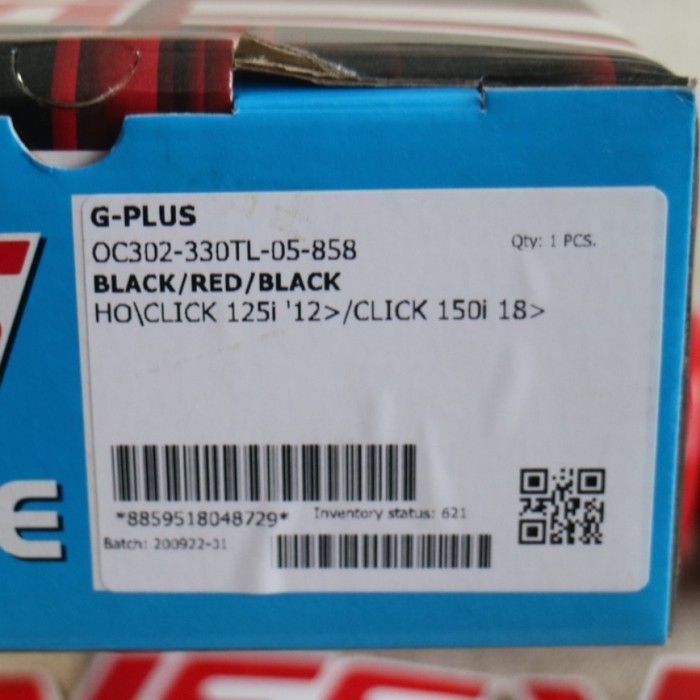 G-PLUS
OC302-330TL-05-858
Qty: 1 PCS.
BLACK/RED/BLACK
HO\CLICK 125i '12>/CLICK 150i 18>
*8859518048729*
Inventory status: 621
Batch: 200922-01
E